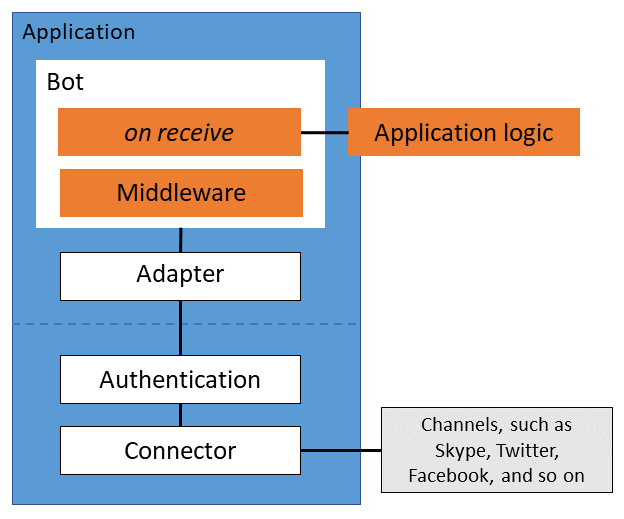 Application
Bot
on receive
Application logic
Middleware
Adapter
Authentication
Connector
Channels, such as
Skype, Twitter,
Facebook, and so on